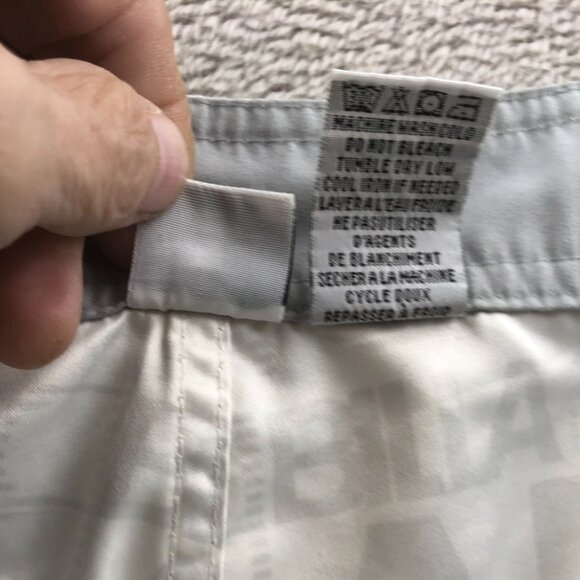 MACHINE WASH COLD
DO NOT BLEACH
TUMBLE DRY LOW
COOL IRON IF NEEDED
LAVER A L'EAU FROIDE
NE PAS UTILISER
D'AGENTS
DE BLANCHIMENT
SECHER A LA MACHINE
CYCLE DOUX
REPASSER A FROID